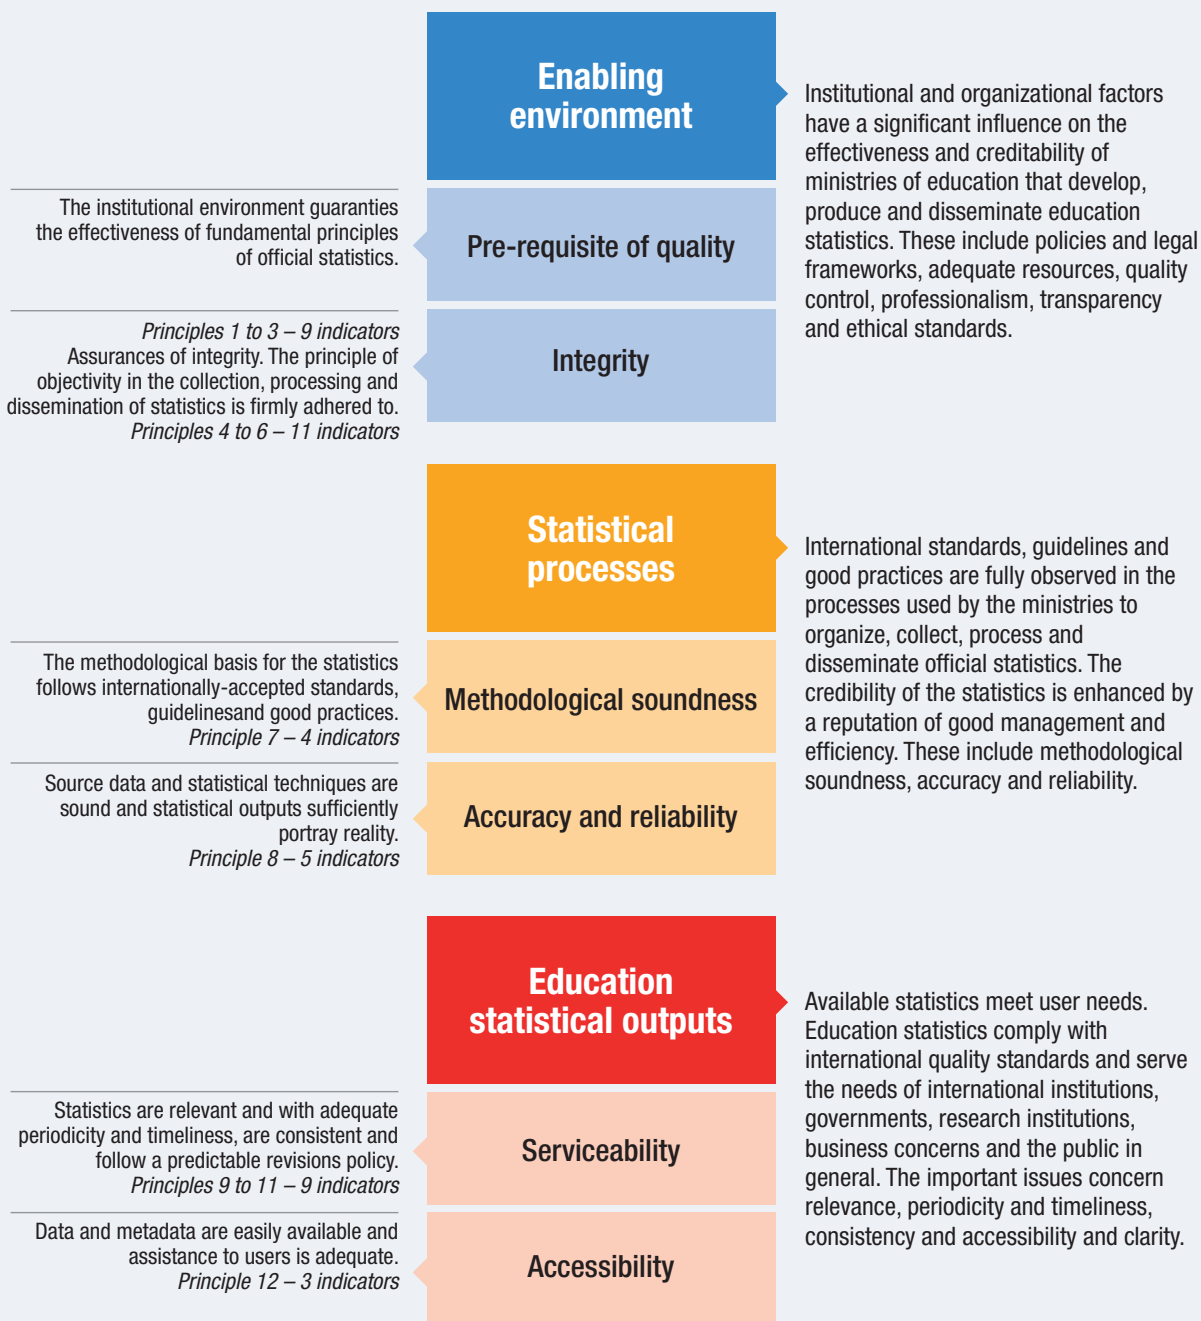 Enabling
environment
Institutional and organizational factors
have a significant influence on the
effectiveness and creditability of
ministries of education that develop,
produce and disseminate education
statistics. These include policies and legal
frameworks, adequate resources, quality
control, professionalism, transparency
and ethical standards.
The institutional environment guaranties
the effectiveness of fundamental principles
of official statistics.
Pre-requisite of quality
Principles 1 to 3 – 9 indicators
Assurances of integrity. The principle of
objectivity in the collection, processing and
dissemination of statistics is firmly adhered to.
Principles 4 to 6 – 11 indicators
Integrity
Statistical
processes
International standards, guidelines and
good practices are fully observed in the
processes used by the ministries to
organize, collect, process and
disseminate official statistics. The
credibility of the statistics is enhanced by
a reputation of good management and
efficiency. These include methodological
soundness, accuracy and reliability.
The methodological basis for the statistics
follows internationally-accepted standards,
guidelinesand good practices.
Principle 7 – 4 indicators
Methodological soundness
Source data and statistical techniques are
sound and statistical outputs sufficiently
portray reality.
Principle 8 – 5 indicators
Accuracy and reliability
Education
statistical outputs
Available statistics meet user needs.
Education statistics comply with
international quality standards and serve
the needs of international institutions,
governments, research institutions,
business concerns and the public in
general. The important issues concern
relevance, periodicity and timeliness,
consistency and accessibility and clarity.
Statistics are relevant and with adequate
periodicity and timeliness, are consistent and
follow a predictable revisions policy.
Principles 9 to 11 – 9 indicators
Serviceability
Data and metadata are easily available and
assistance to users is adequate.
Principle 12 – 3 indicators
Accessibility